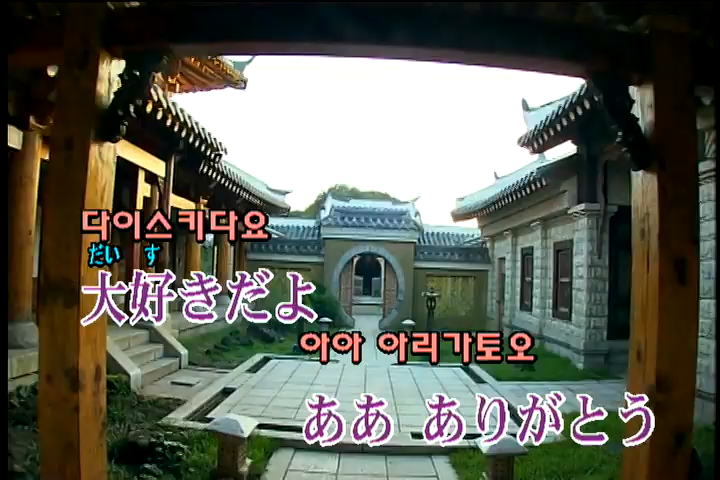 다이스키다요
だい す
大好きだよ
아아 아리가토오
ああ ありがとう